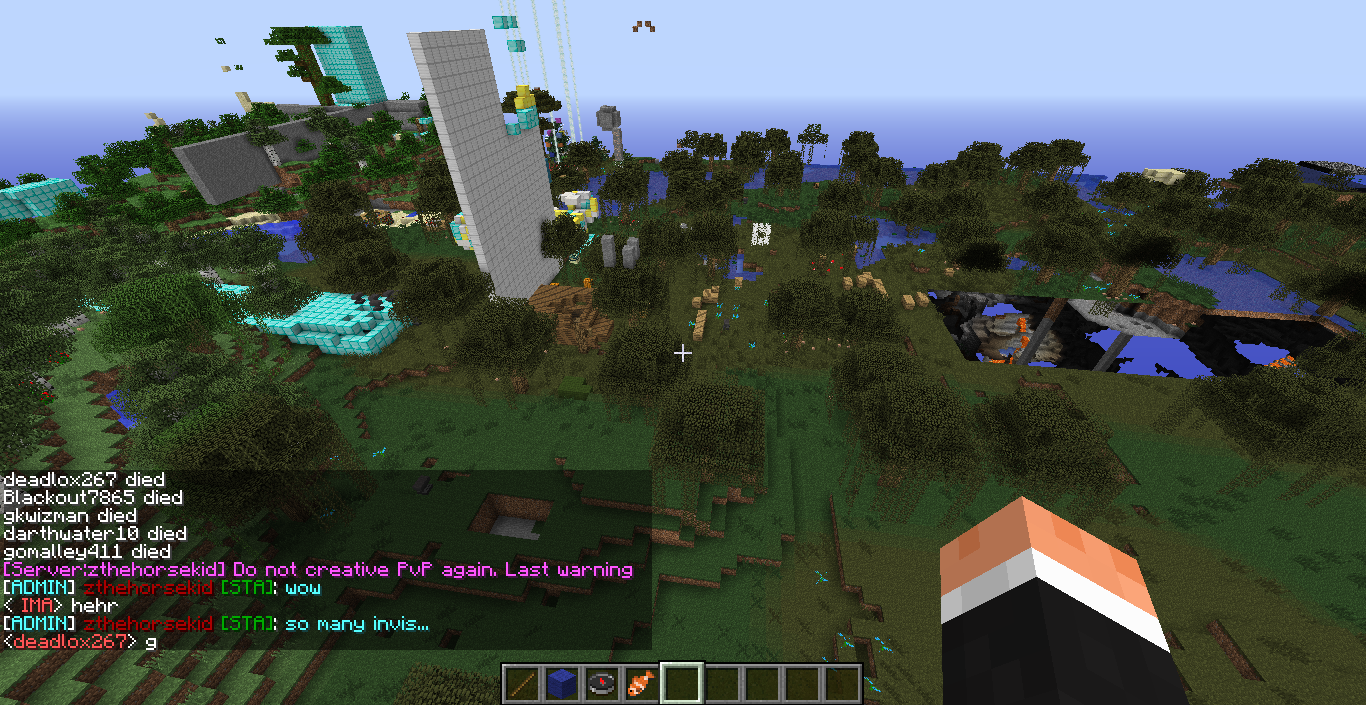 deadlox267 died
Blackout7865 died
gkwizman died
darthwater10 died
gomalley411 died
[Server:zthehorsekid] Do not creative PvP again. Last warning
[ADMIN] zthehorsekid [STA]: wow
< IMA> hehr
[ADMIN] zthehorsekid [STA]: so many invis...
<deadlox267> g